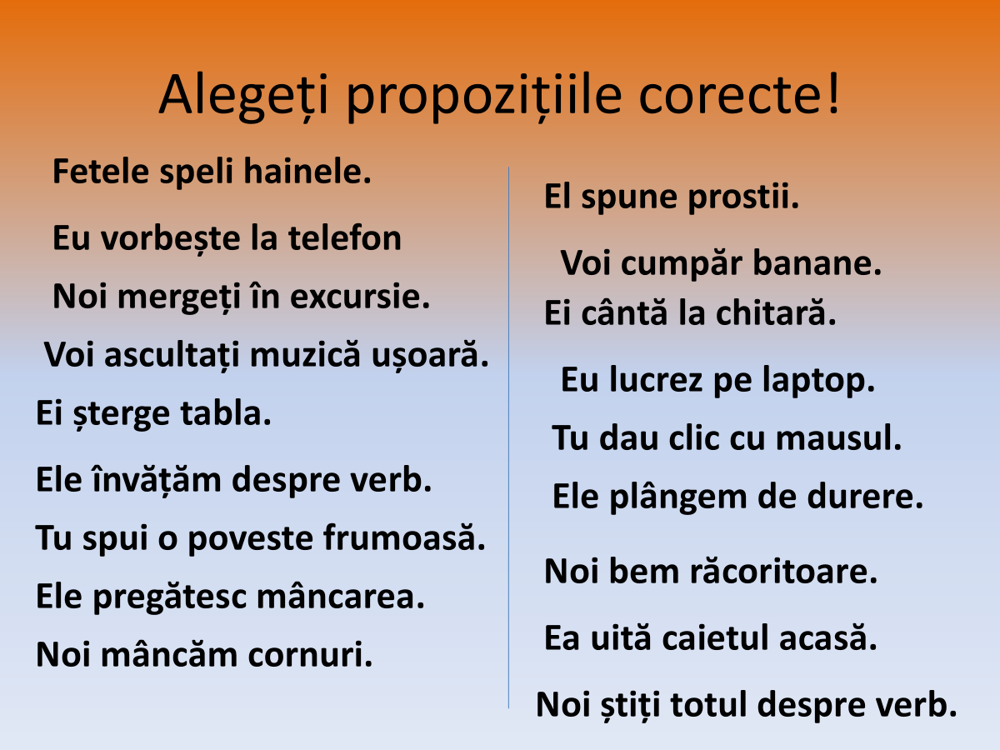 Alegeți propozițiile corecte!
Fetele speli hainele.
Eu vorbește la telefon
Noi mergeți în excursie.
Voi ascultați muzică ușoară.
Ei șterge tabla.
Ele învățăm despre verb.
Tu spui o poveste frumoasă.
Ele pregătesc mâncarea.
Noi mâncăm cornuri.
El spune prostii.
Voi cumpăr banane.
Ei cântă la chitară.
Eu lucrez pe laptop.
Tu dau clic cu mausul.
Ele plângem de durere.
Noi bem răcoritoare.
Ea uită caietul acasă.
Noi știți totul despre verb.